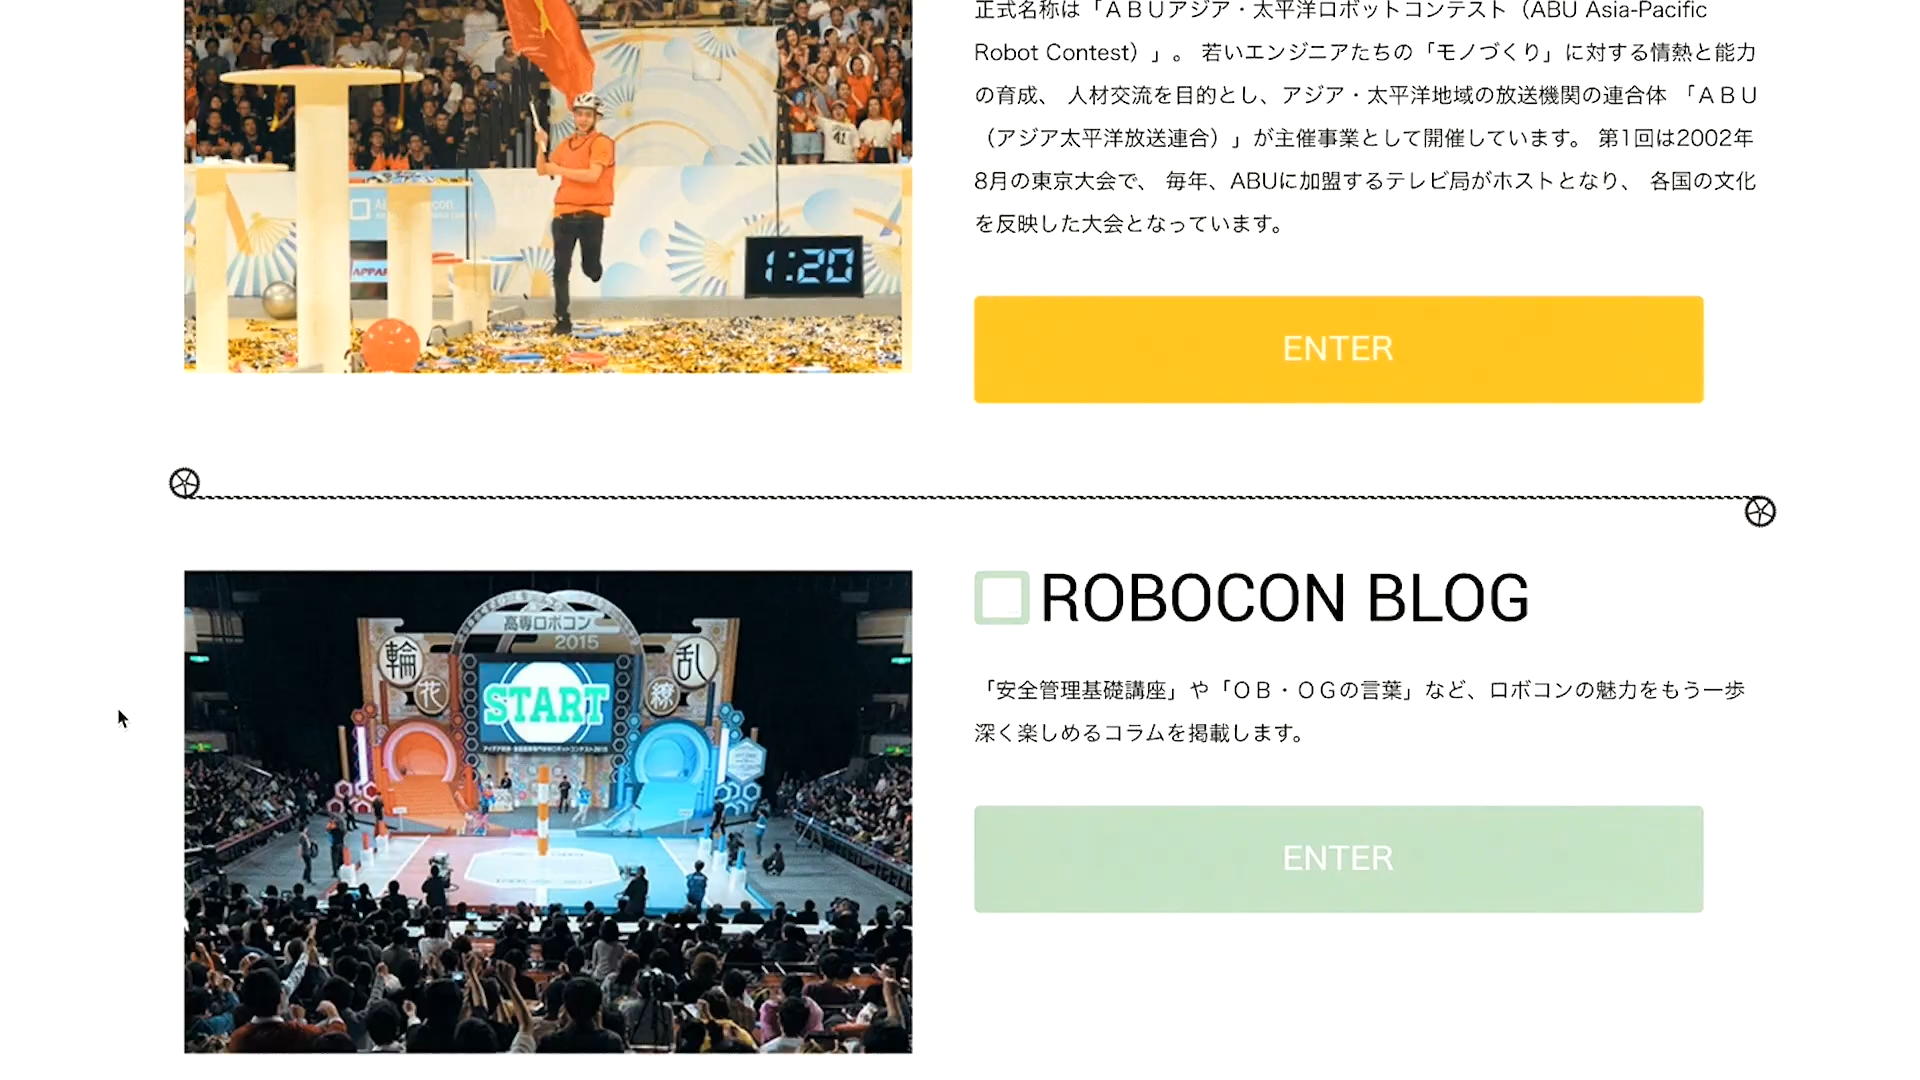 正式名称は「ＡＢＵアジア・太平洋ロボットコンテスト（ABU Asia-Pacific
Robot Contest）」。 若いエンジニアたちの「モノづくり」に対する情熱と能力
の育成、 人材交流を目的とし、アジア・太平洋地域の放送機関の連合体 「ＡＢＵ
（アジア太平洋放送連合）」が主催事業として開催しています。 第1回は2002年
8月の東京大会で、 毎年、ABUに加盟するテレビ局がホストとなり、 各国の文化
を反映した大会となっています。
1:20
ENTER
高専ロボコン
2015
輪
花
乱
繚
START
ROBOCON BLOG
「安全管理基礎講座」や「ＯＢ・ＯＧの言葉」など、ロボコンの魅力をもう一歩
深く楽しめるコラムを掲載します。
ENTER